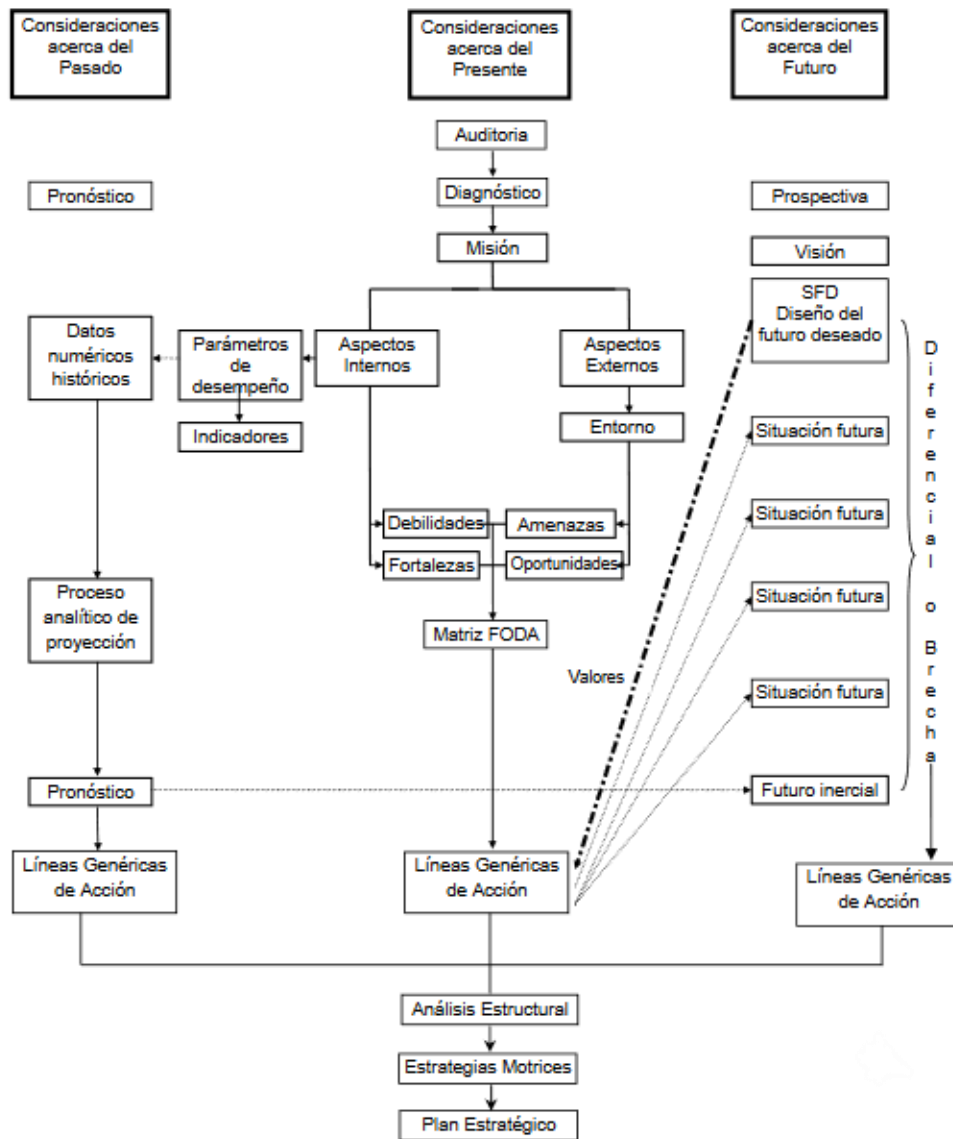 Consideraciones
acerca del
Pasado
Consideraciones
acerca del
Presente
Consideraciones
acerca del
Futuro
Auditoria
Pronóstico
Diagnóstico
Prospectiva
Misión
Visión
SFD
Diseño del
futuro deseado
Datos
numéricos
históricos
Parámetros
de
desempeño
Aspectos
Internos
Aspectos
Externos
Indicadores
Entorno
Situación futura
Debilidades
Amenazas
Situación futura
Fortalezas
Oportunidades
Proceso
analítico de
proyección
Situación futura
Matriz FODA
Valores
Situación futura
Diferencial o Brecha
Pronóstico
Futuro inercial
Líneas Genéricas
de Acción
Líneas Genéricas
de Acción
Líneas Genéricas
de Acción
Análisis Estructural
Estrategias Motrices
Plan Estratégico